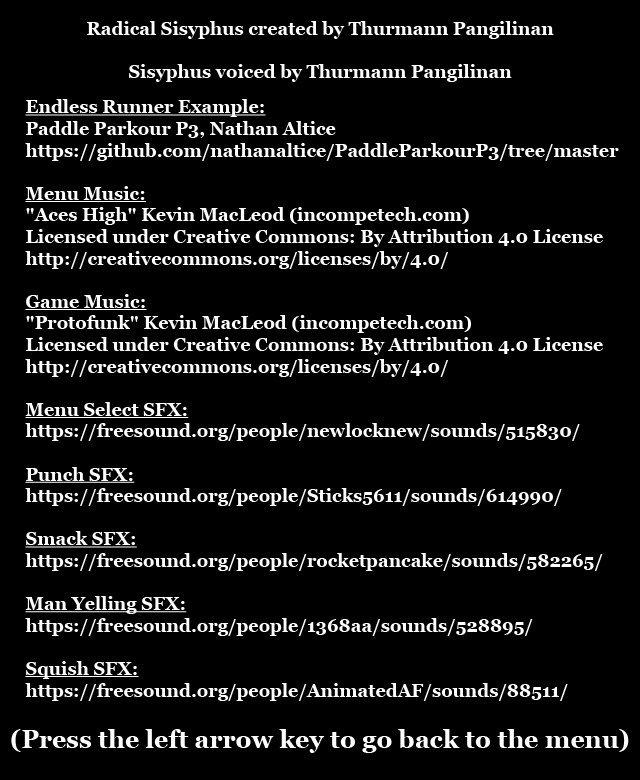 Radical Sisyphus created by Thurmann Pangilinan
Sisyphus voiced by Thurmann Pangilinan
Endless Runner Example:
Paddle Parkour P3, Nathan Altice
https://github.com/nathanaltice/PaddleParkourP3/tree/master
Menu Music:
"Aces High" Kevin MacLeod (incompetech.com)
Licensed under Creative Commons: By Attribution 4.0 License
http://creativecommons.org/licenses/by/4.0/
Game Music:
"Protofunk" Kevin MacLeod (incompetech.com)
Licensed under Creative Commons: By Attribution 4.0 License
http://creativecommons.org/licenses/by/4.0/
Menu Select SFX:
https://freesound.org/people/newlocknew/sounds/515830/
Punch SFX:
https://freesound.org/people/Sticks5611/sounds/614990/
Smack SFX:
https://freesound.org/people/rocketpancake/sounds/582265/
Man Yelling SFX:
https://freesound.org/people/1368aa/sounds/528895/
Squish SFX:
https://freesound.org/people/AnimatedAF/sounds/88511/
(Press the left arrow key to go back to the menu)